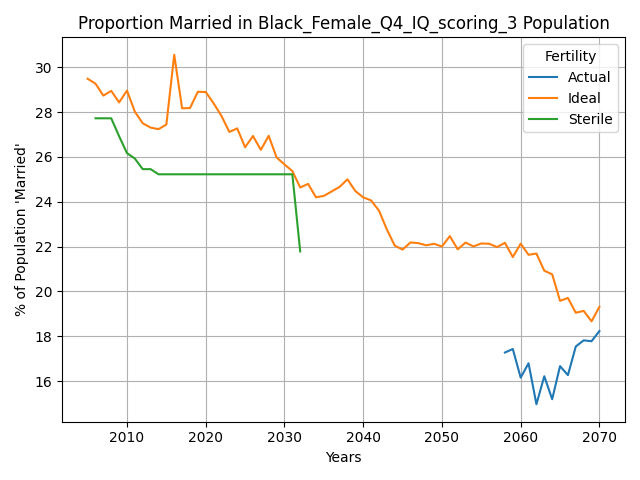 Proportion Married in Black_Female_Q4_IQ_scoring_3 Population
Fertility
Actual
Ideal
Sterile
% of Population 'Married'
30
28
26
24
22
20
18
16
2010 2020 2030 2040 2050 2060 2070
Years